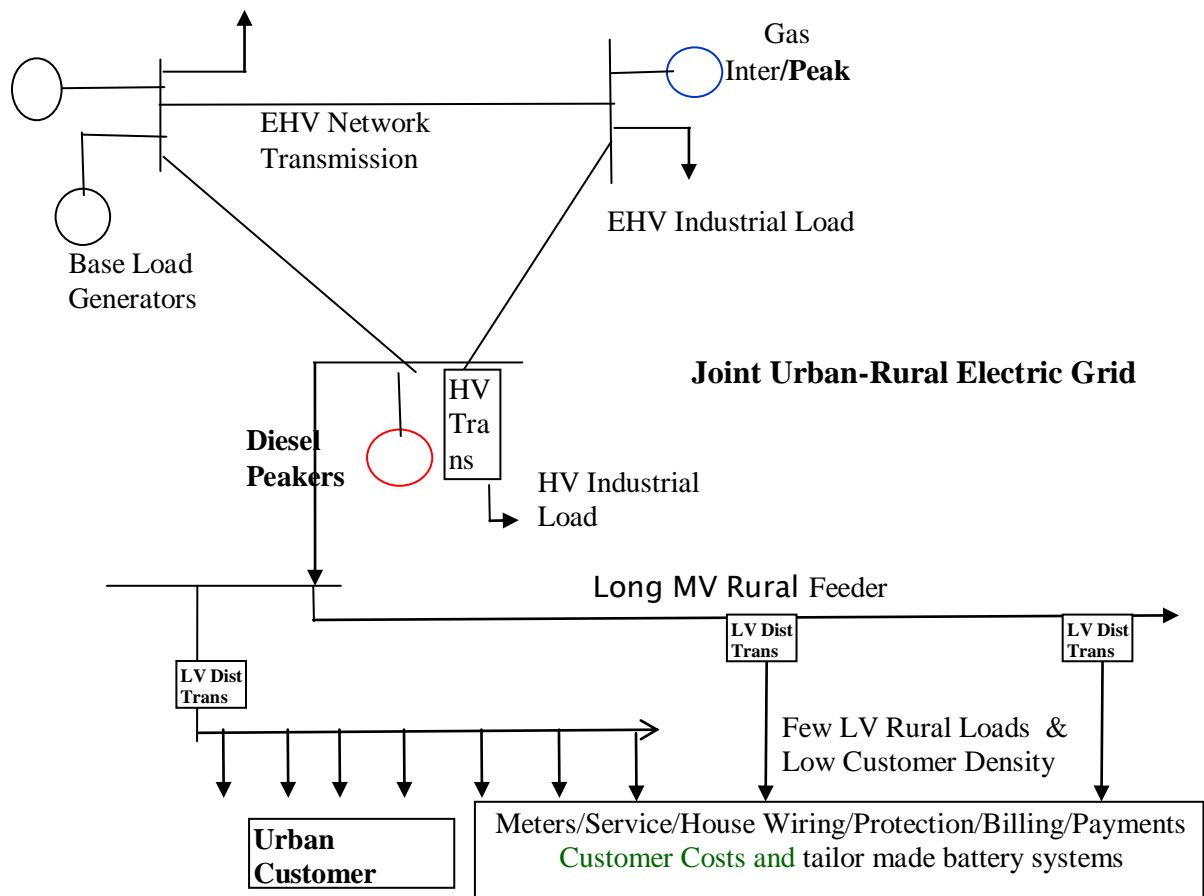 Gas
Inter/Peak
EHV Network
Transmission
EHV Industrial Load
Base Load
Generators
Joint Urban-Rural Electric Grid
HV
Tra
ns
Diesel
Peakers
HV Industrial
Load
Long MV Rural Feeder
LV Dist
Trans
LV Dist
Trans
LV Dist
Trans
Few LV Rural Loads &
Low Customer Density
Urban
Customer
Meters/Service/House Wiring/Protection/Billing/Payments
Customer Costs and tailor made battery systems